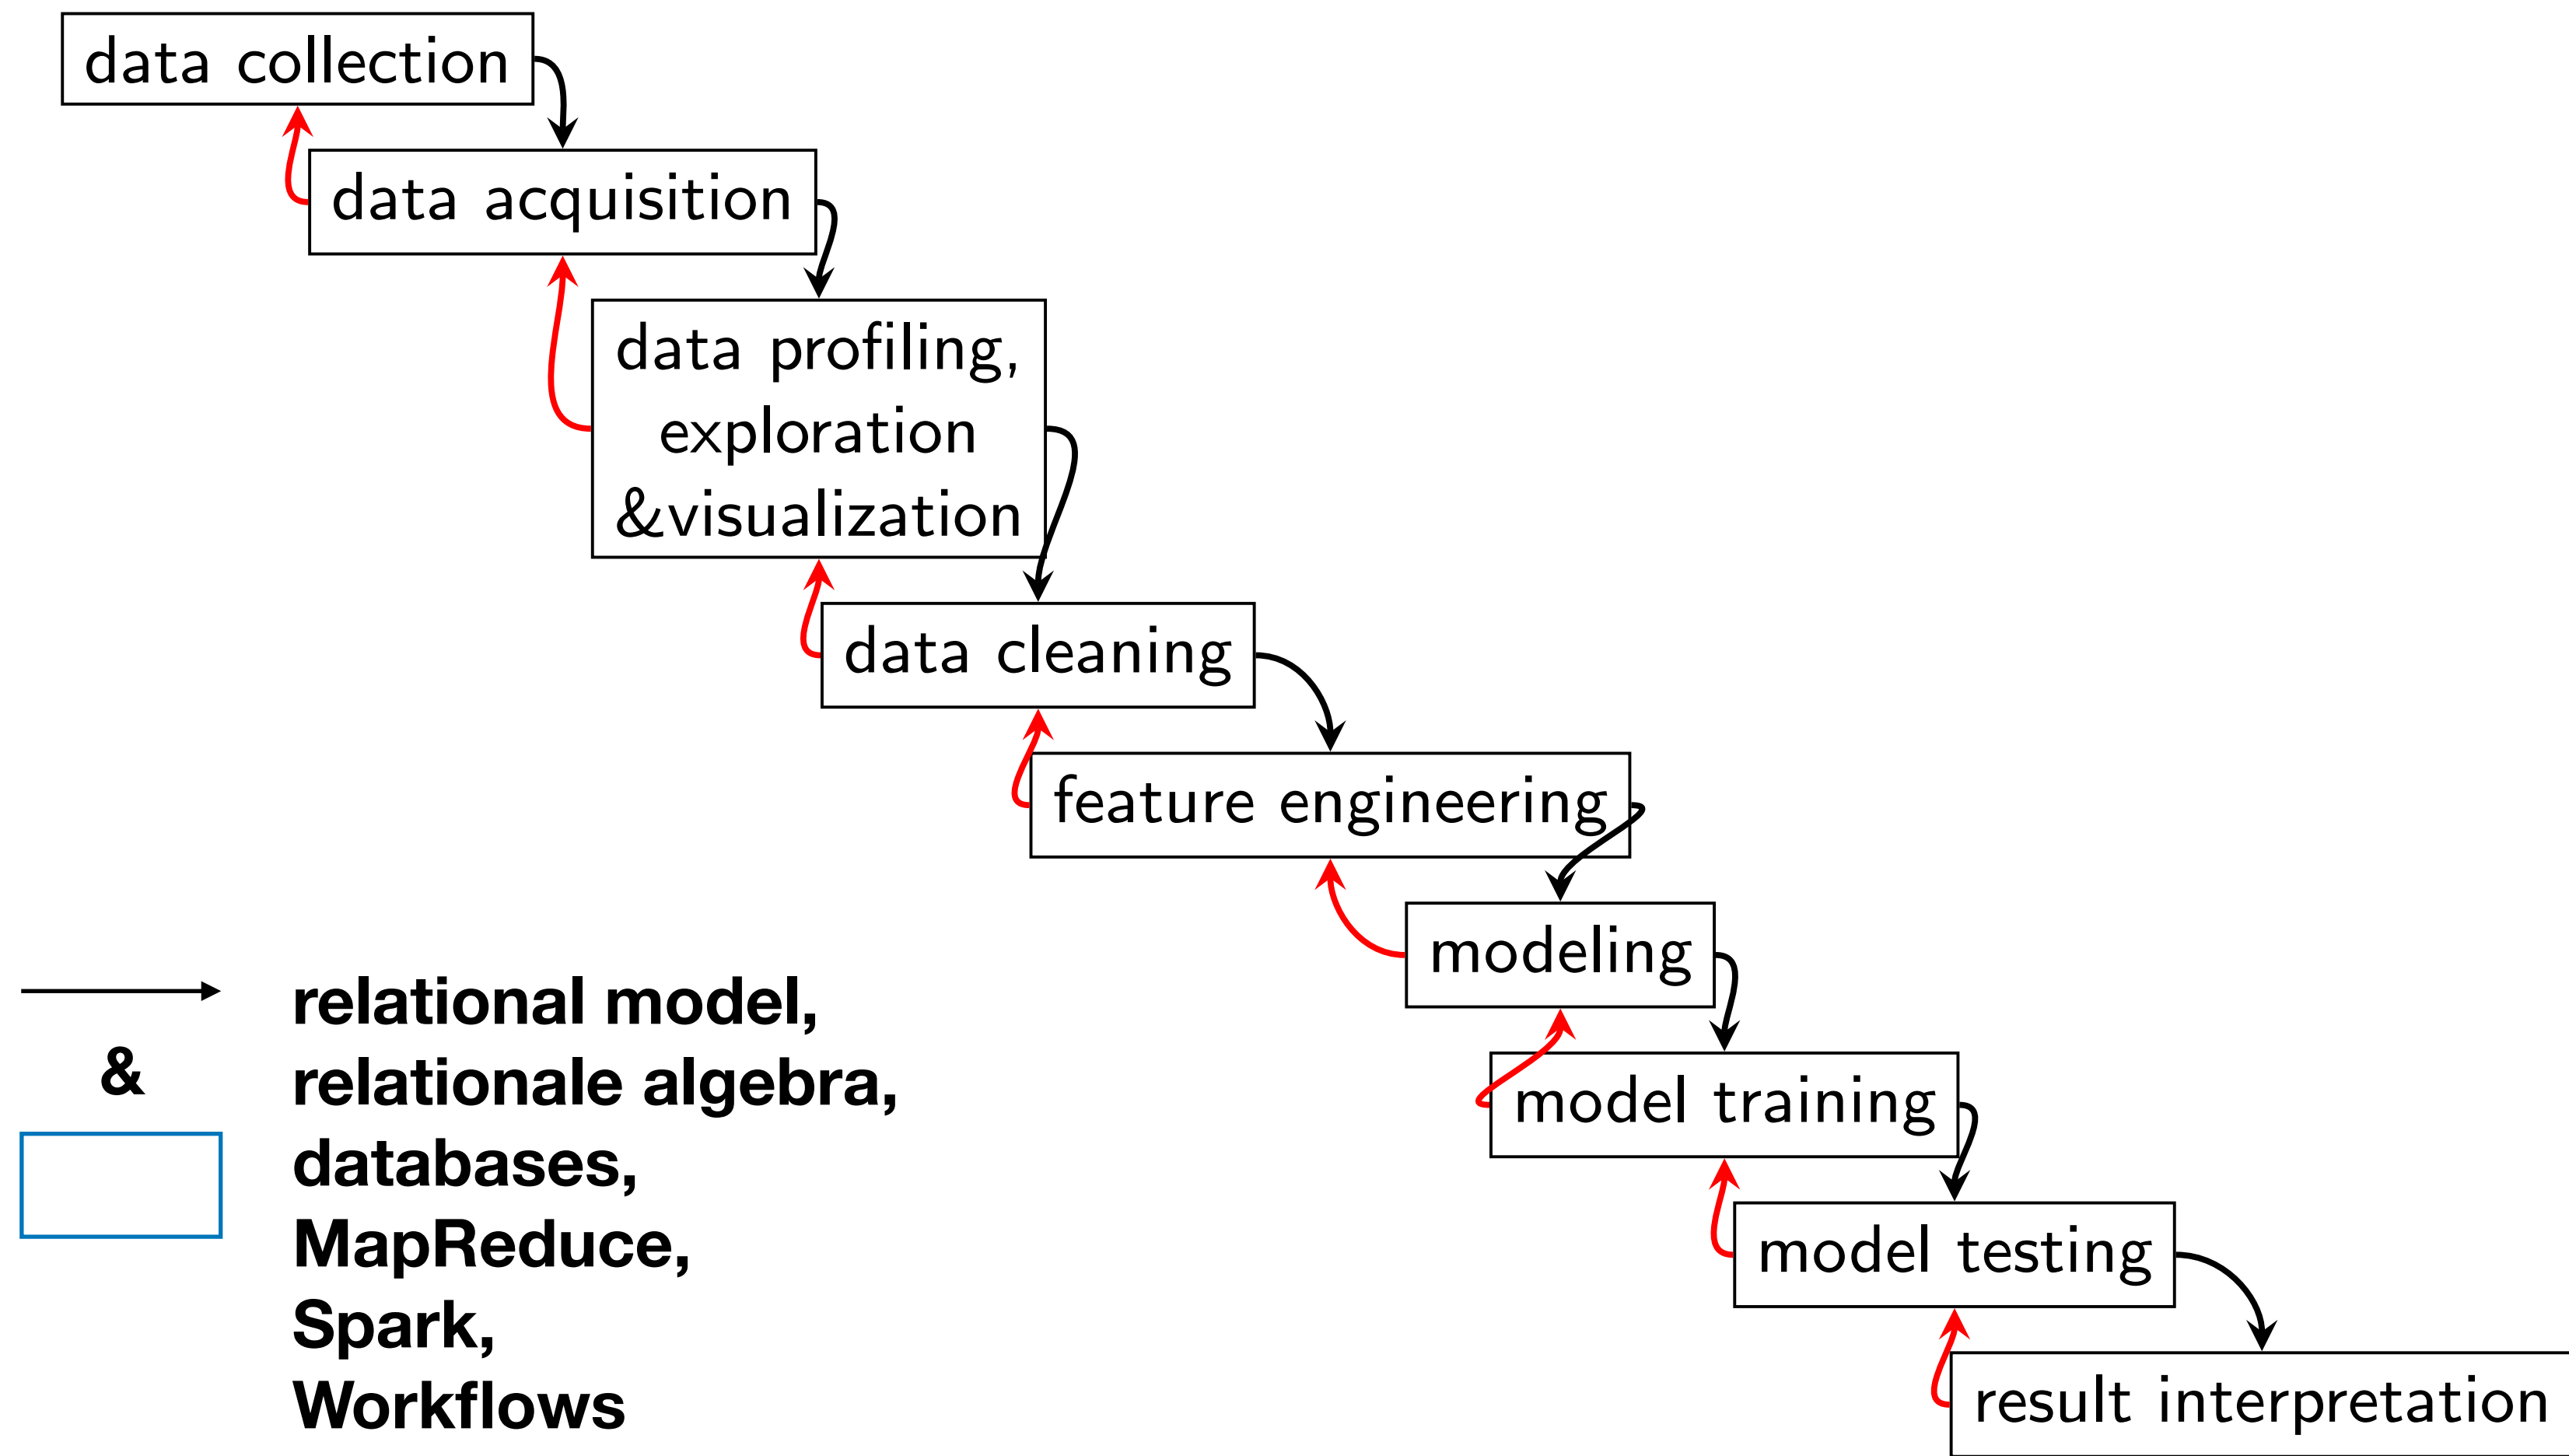 data collection
data acquisition
data profiling,
exploration
&visualization
data cleaning
feature engineering
modeling
model training
model testing
result interpretation
&
relational model,
relationale algebra,
databases,
MapReduce,
Spark,
Workflows